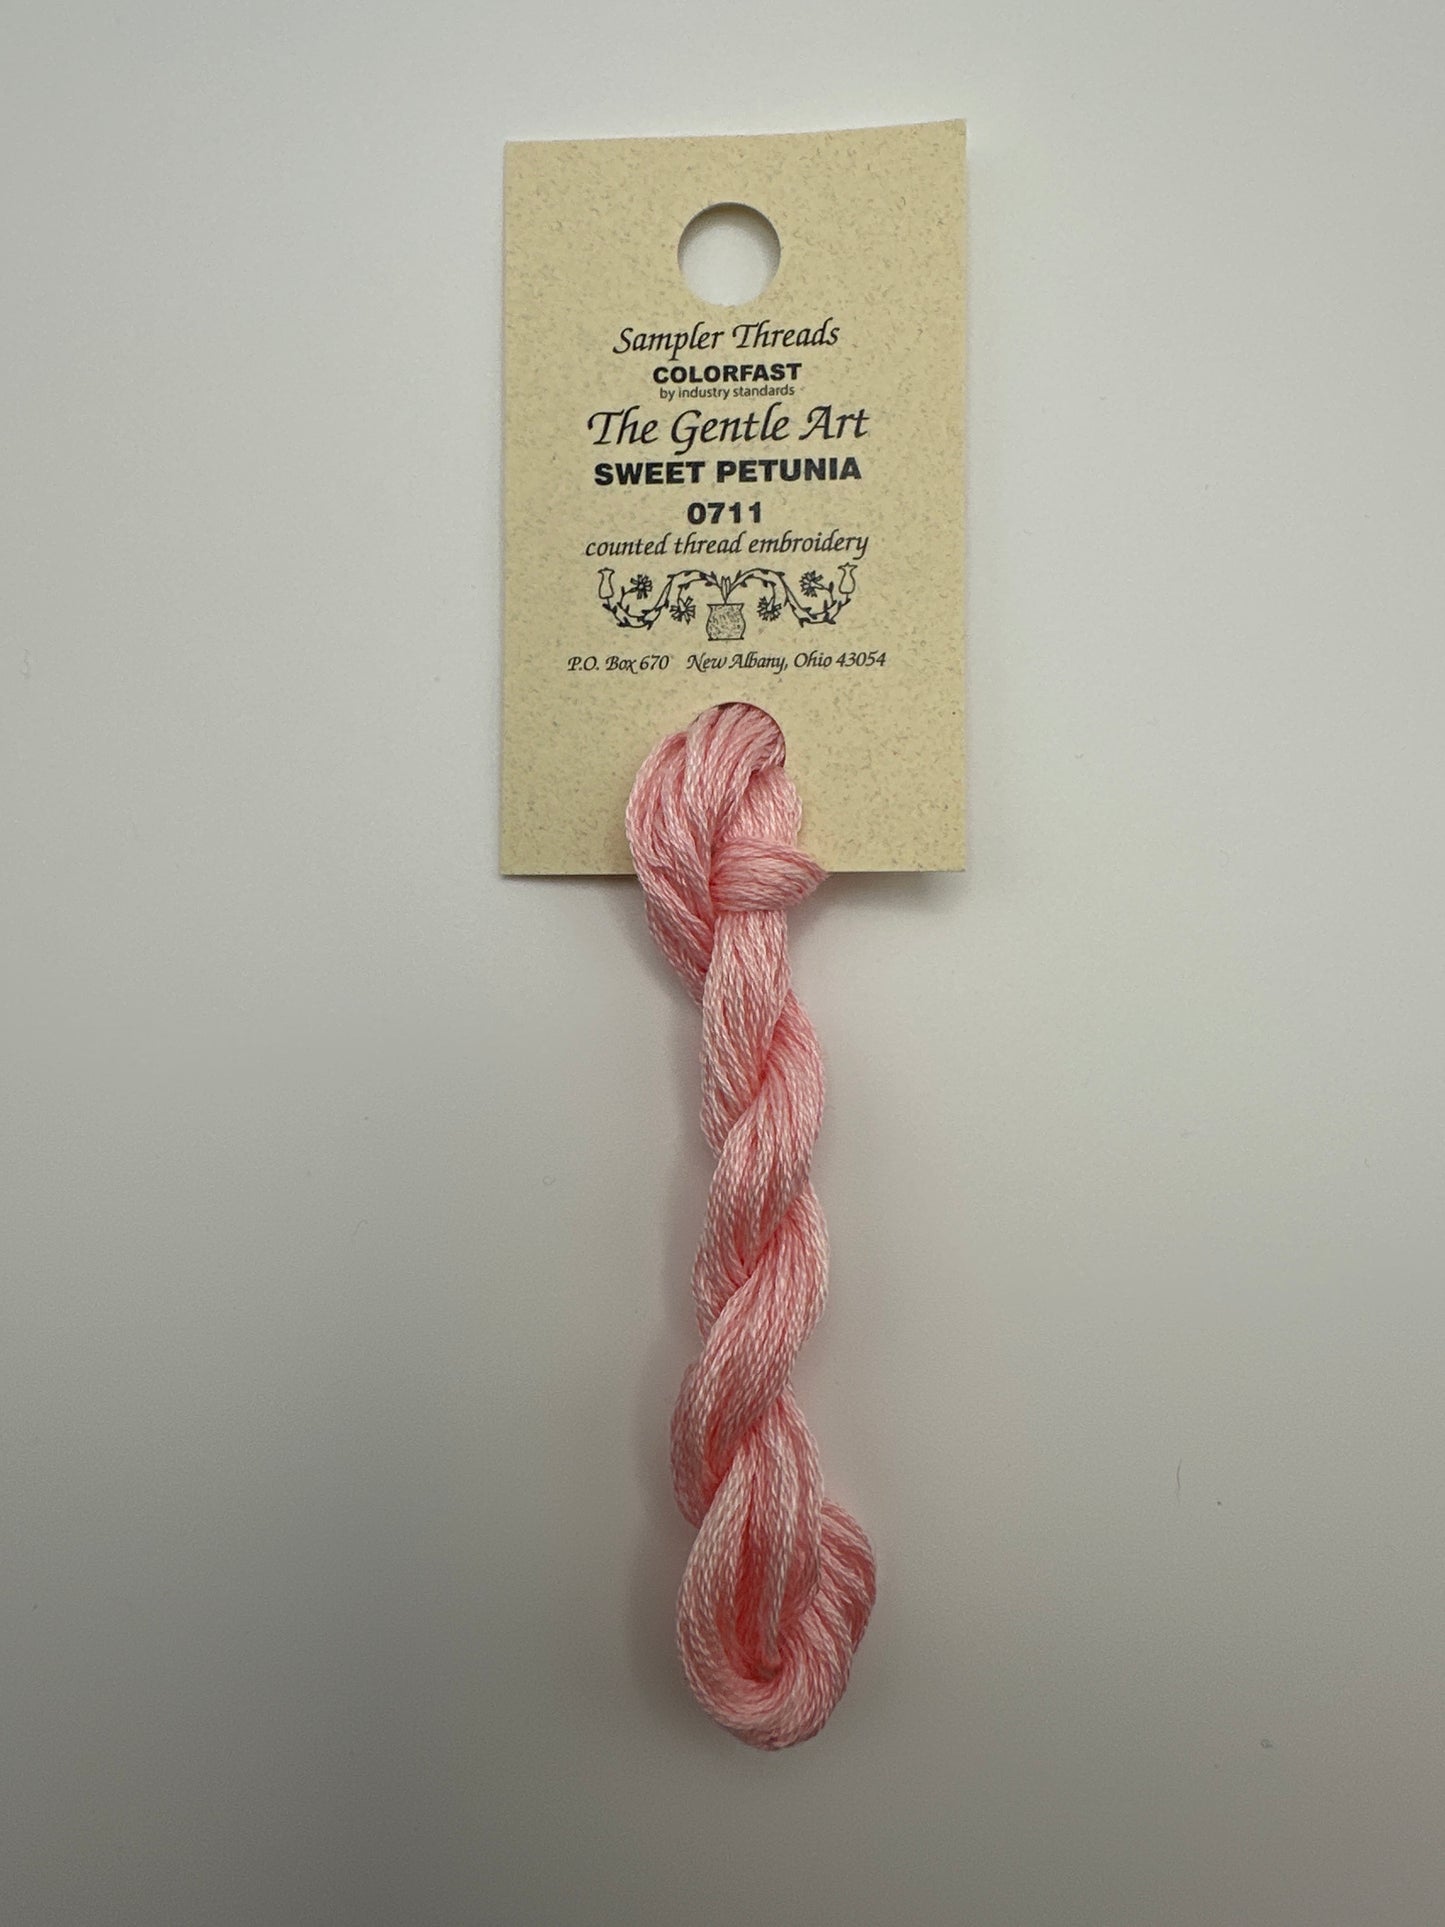 Sampler Threads
COLORFAST
by industry standards
The Gentle Art
SWEET PETUNIA
0711
counted thread embroidery
P.O. Box 670 New Albany, Ohio 43054